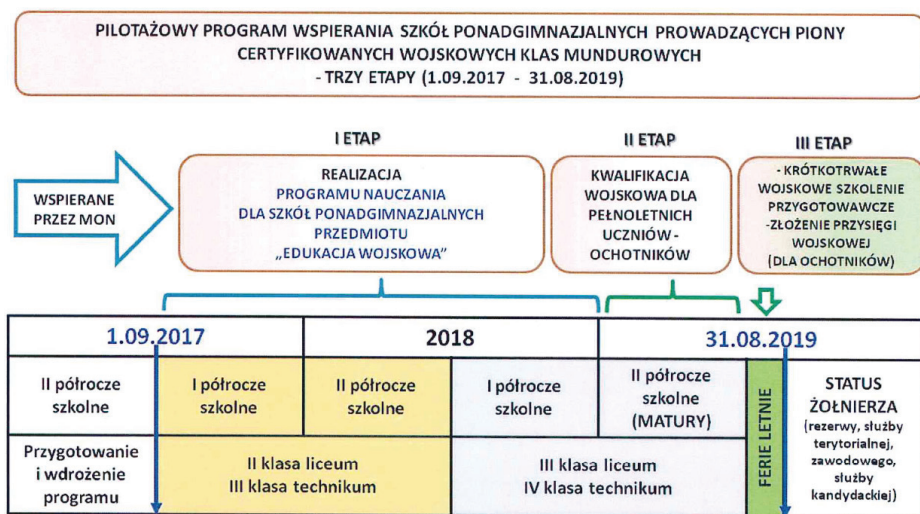 PILOTAŻOWY PROGRAM WSPIERANIA SZKÓŁ PONADGIMNAZJALNYCH PROWADZĄCYCH PIONY
CERTYFIKOWANYCH WOJSKOWYCH KLAS MUNDUROWYCH
- TRZY ETAPY (1.09.2017 - 31.08.2019)
WSPIERANE
PRZEZ MON
I ETAP
REALIZACJA
PROGRAMU NAUCZANIA
DLA SZKÓŁ PONADGIMNAZJALNYCH
PRZEDMIOTU
„EDUKACJA WOJSKOWA”
II ETAP
KWALIFIKACJA
WOJSKOWA DLA
PEŁNOLETNICH
UCZNIÓW -
OCHOTNIKÓW
III ETAP
- KRÓTKOTRWAŁE
WOJSKOWE SZKOLENIE
PRZYGOTOWAWCZE
-ZŁOŻENIE PRZYSIĘGI
WOJSKOWEJ
(DLA OCHOTNIKÓW)
1.09.2017
2018
31.08.2019
II półrocze
szkolne
I półrocze
szkolne
II półrocze
szkolne
I półrocze
szkolne
II półrocze
szkolne
(MATURY)
FERIE LETNIE
STATUS
ŻOŁNIERZA
(rezerwy, służby
terytorialnej,
zawodowego,
służby
kandydackiej)
Przygotowanie
i wdrożenie
programu
II klasa liceum
III klasa technikum
III klasa liceum
IV klasa technikum